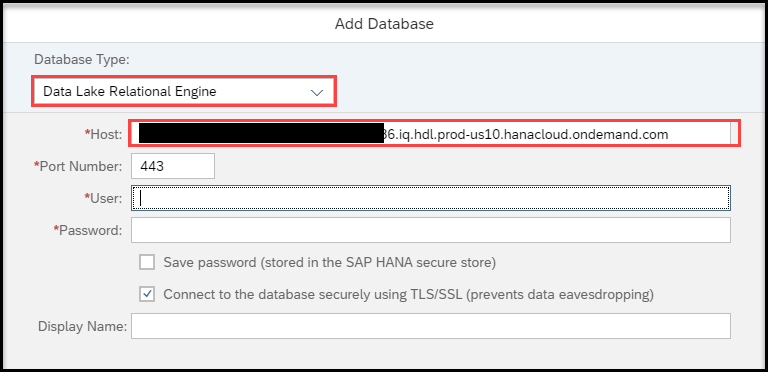 Add Database
Database Type:
Data Lake Relational Engine
*Host: 36.iq.hdl.prod-us10.hanacloud.ondemand.com
*Port Number: 443
*User:
*Password:
Save password (stored in the SAP HANA secure store)
Connect to the database securely using TLS/SSL (prevents data eavesdropping)
Display Name: